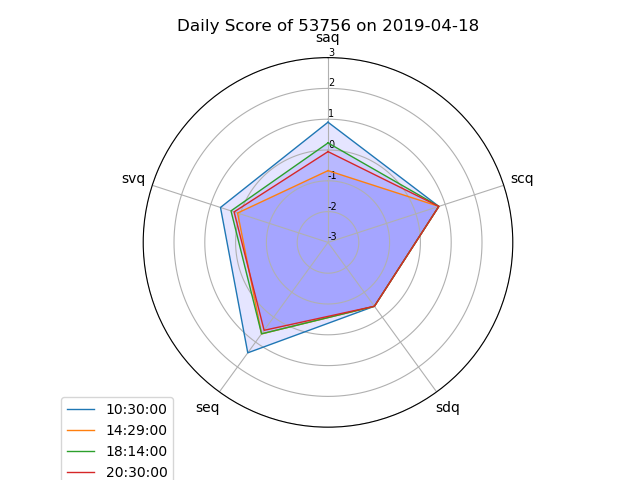 Daily Score of 53756 on 2019-04-18
saq
3
2
1
0
-1
-2
-3
svq
scq
seq
sdq
10:30:00
14:29:00
18:14:00
20:30:00